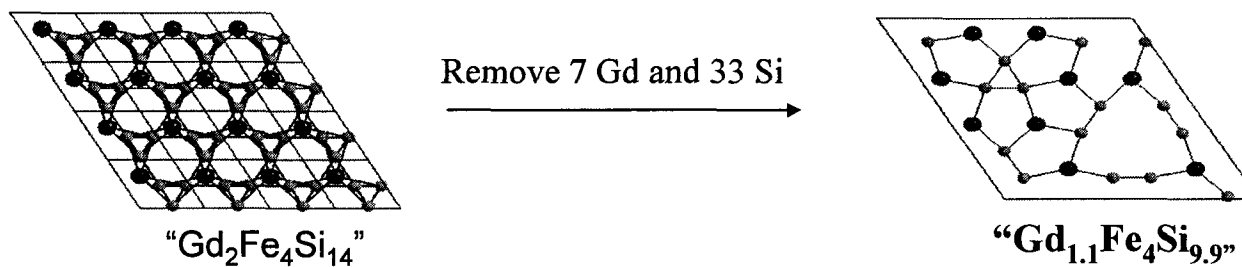 Remove 7 Gd and 33 Si
“Gd₂Fe₄Si₁₄”
“Gd₁.₁Fe₄Si₉.₉”